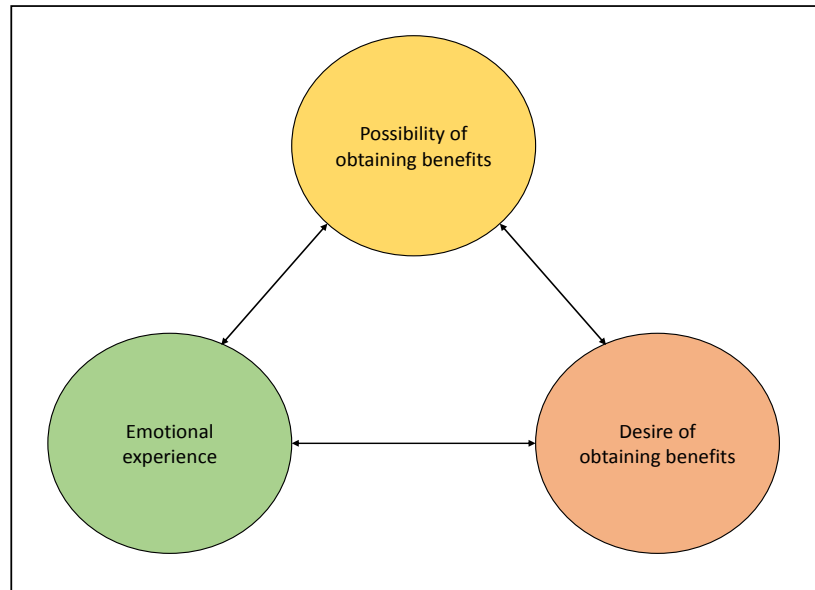 Possibility of
obtaining benefits
Emotional
experience
Desire of
obtaining benefits